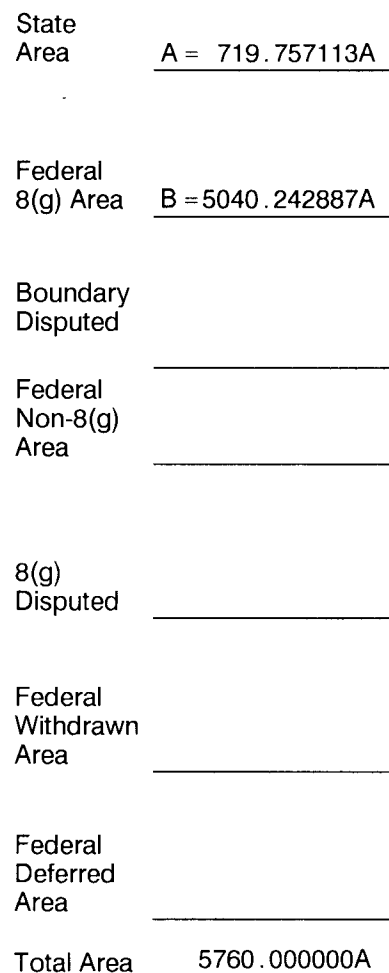 State
Area A = 719.757113A
Federal
8(g) Area B = 5040.242887A
Boundary
Disputed
Federal
Non-8(g)
Area
8(g)
Disputed
Federal
Withdrawn
Area
Federal
Deferred
Area
Total Area 5760.000000A